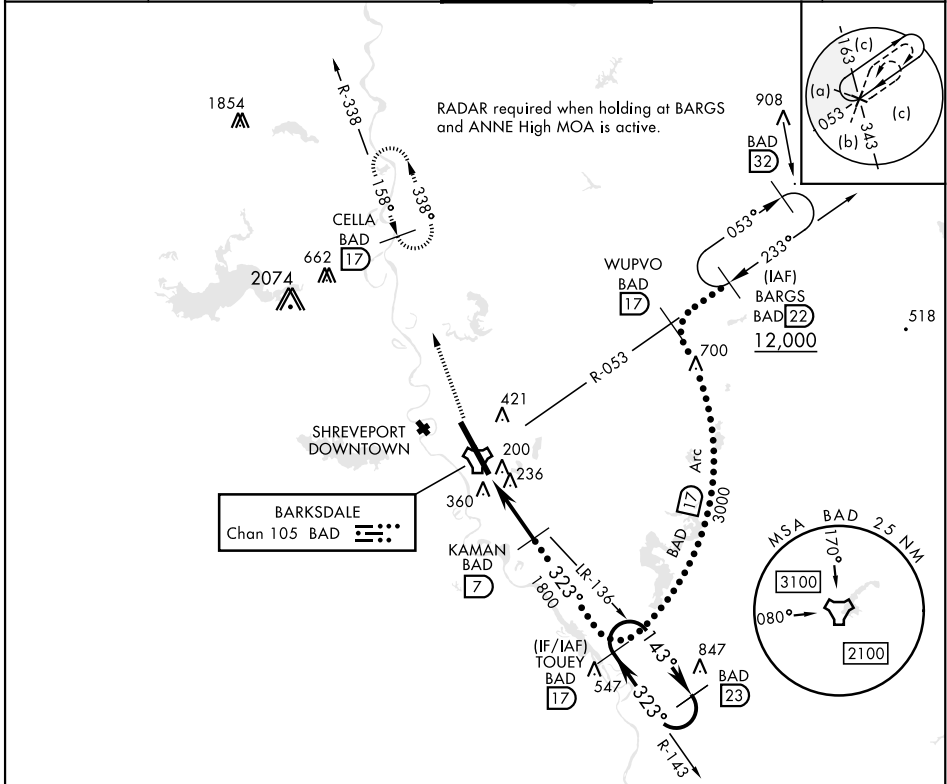 1854
R-338
RADAR required when holding at BARGS
and ANNE High MOA is active.
908
BAD
32
163
(c)
(a)
053
(c)
(b)
343
158°
338°
CELLA
BAD
17
662
2074
053°
233°
WUPVO
BAD
17
(IAF)
BARGS
BAD 22
12,000
518
700
R-053
421
SHREVEPORT
DOWNTOWN
200
236
360
BAD 17 Arc
3000
BARKSDALE
Chan 105 BAD
KAMAN
BAD
7
323°
1800
LR-136
MSA BAD 25 NM
170°
3100
080°
2100
(IF/IAF)
TOUEY
BAD
17
547
143°
847
BAD
23
323°
R-143